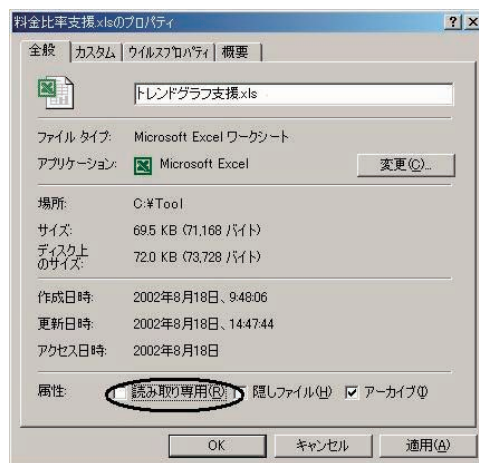 料金比率支援.xlsのプロパティ
全般 カスタム ウイルスプロパティ 概要
トレンドグラフ支援.xls
ファイル タイプ: Microsoft Excel ワークシート
アプリケーション: Microsoft Excel 変更(C)...
場所: C:¥Tool
サイズ: 69.5 KB (71,168 バイト)
ディスク上
のサイズ: 72.0 KB (73,728 バイト)
作成日時: 2002年8月18日、9:48:06
更新日時: 2002年8月18日、14:47:44
アクセス日時: 2002年8月18日
属性: 読み取り専用(R) 隠しファイル(H) アーカイブ(I)
OK キャンセル 適用(A)